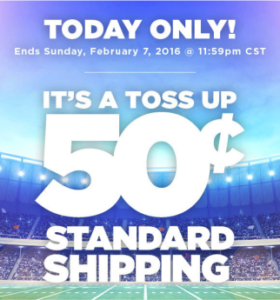 TODAY ONLY!
Ends Sunday, February 7, 2016 @ 11:59pm CST
IT'S A TOSS UP
50¢
STANDARD
SHIPPING